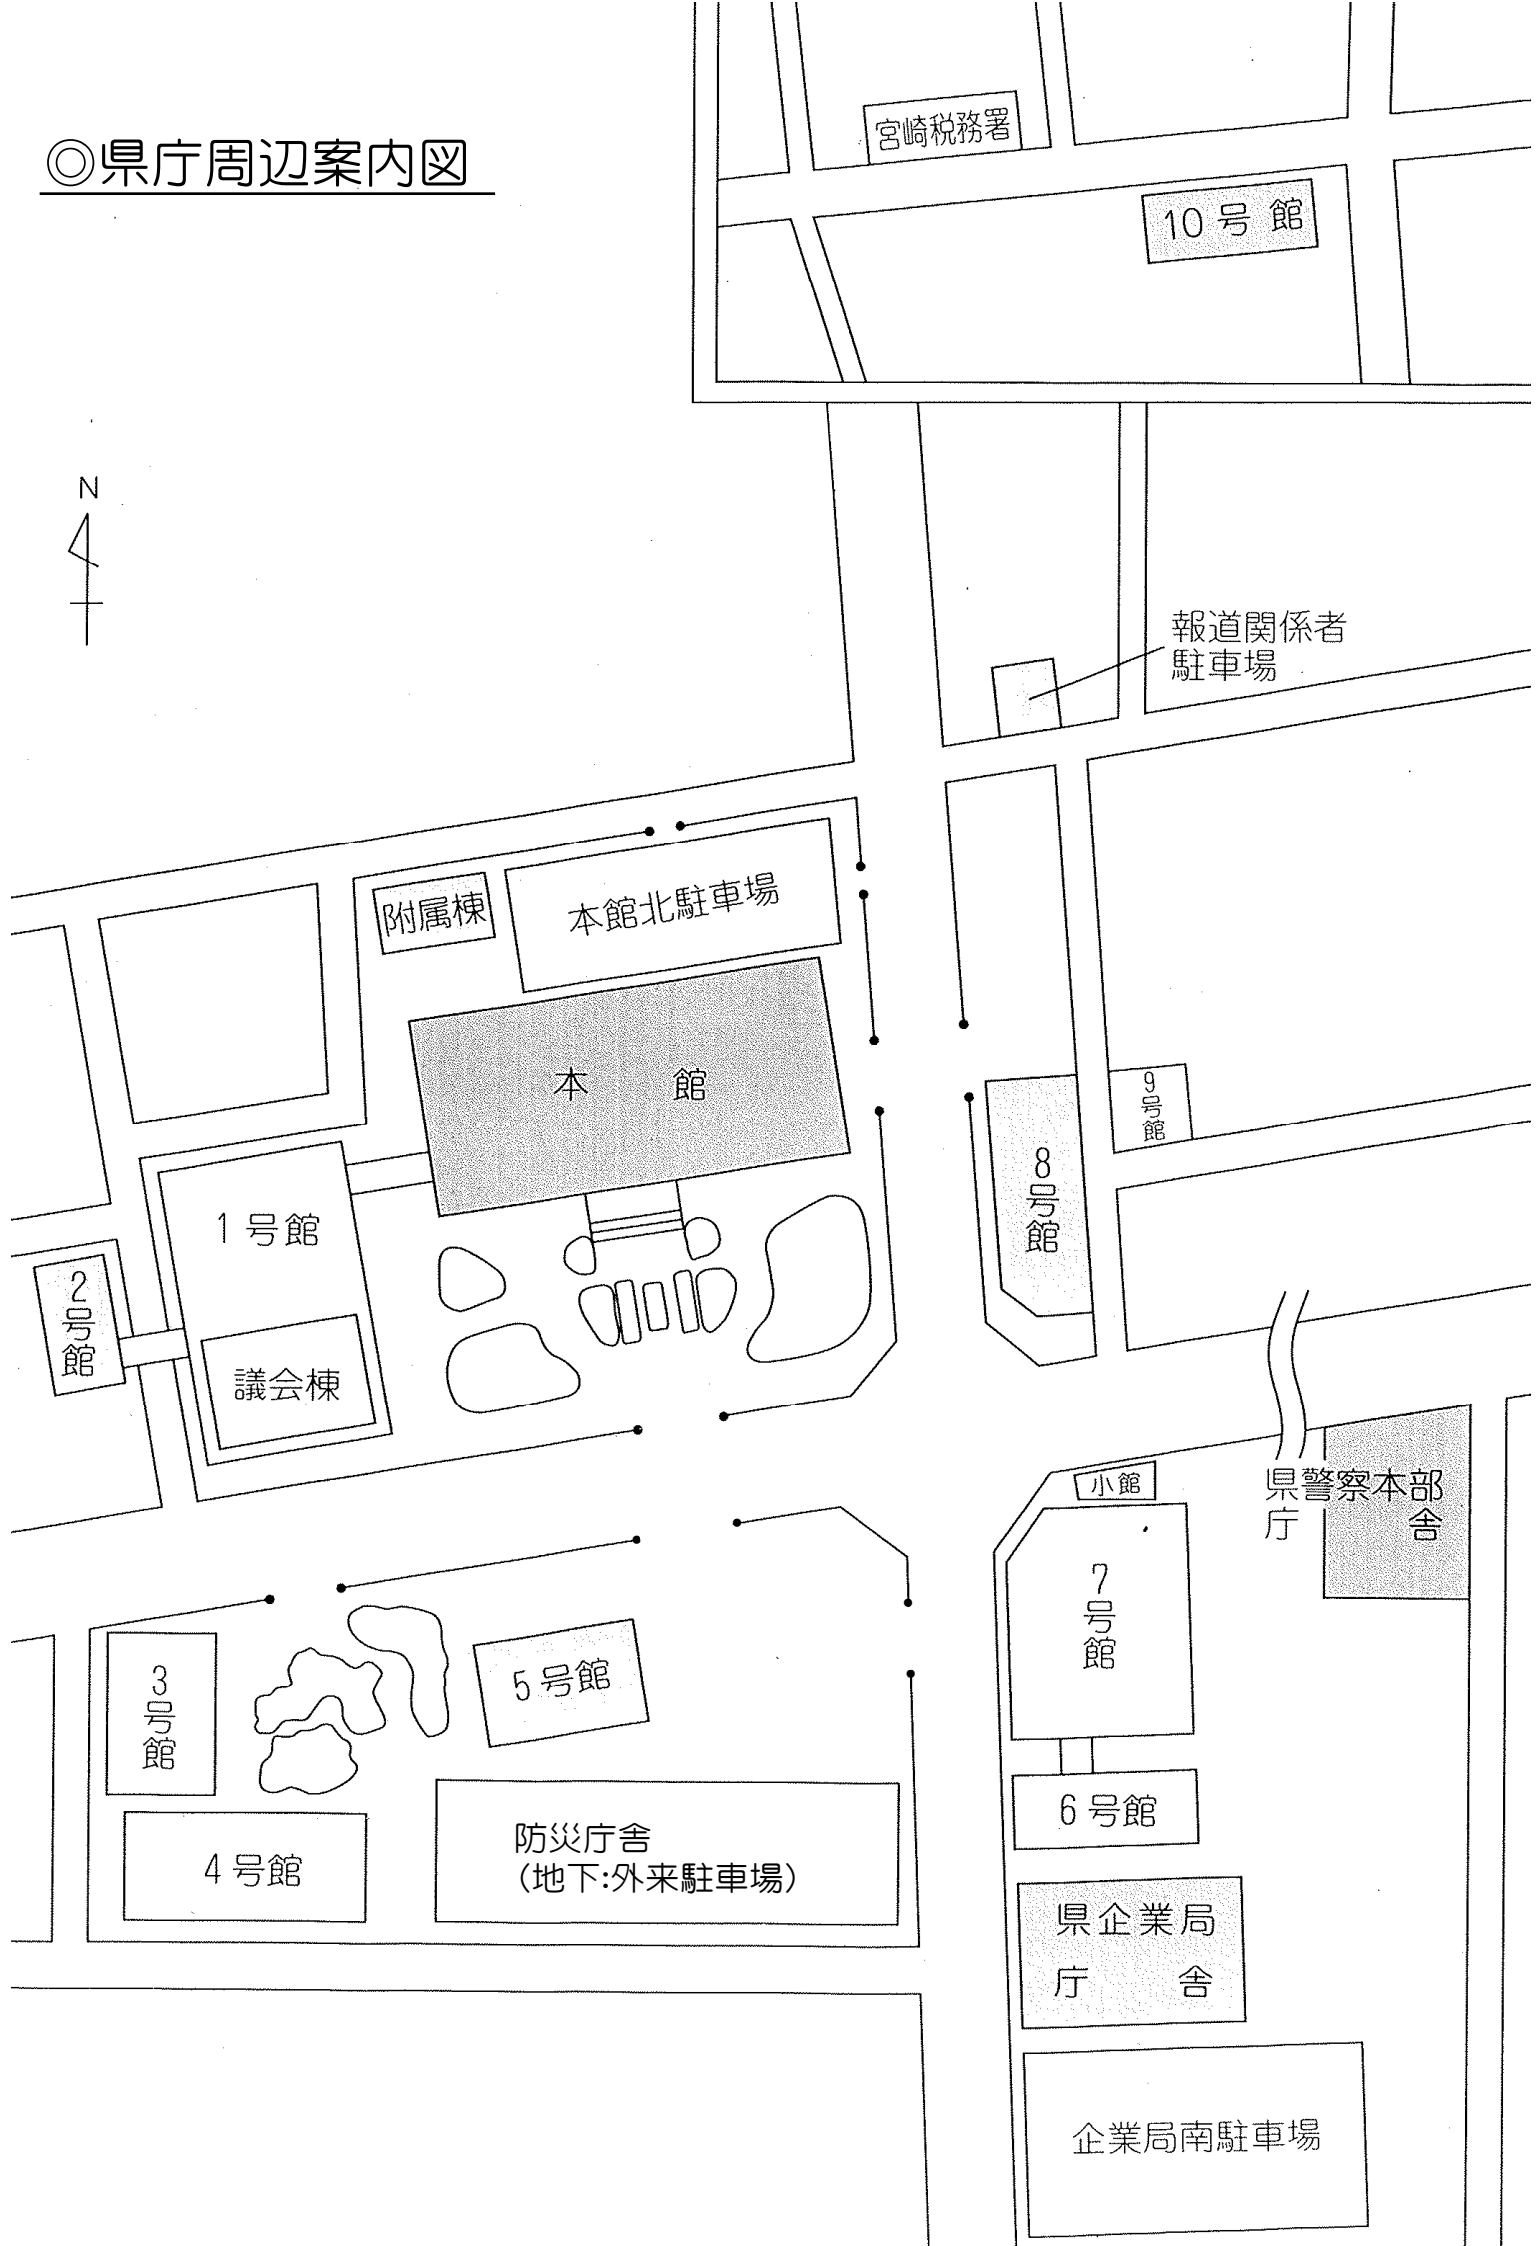 ◎県庁周辺案内図
宮崎税務署
10号館
N
報道関係者
駐車場
附属棟
本館北駐車場
本館
9号館
8号館
1号館
2号館
議会棟
小館
県警察本部
庁舎
7号館
3号館
5号館
6号館
4号館
防災庁舎
(地下:外来駐車場)
県企業局
庁舎
企業局南駐車場